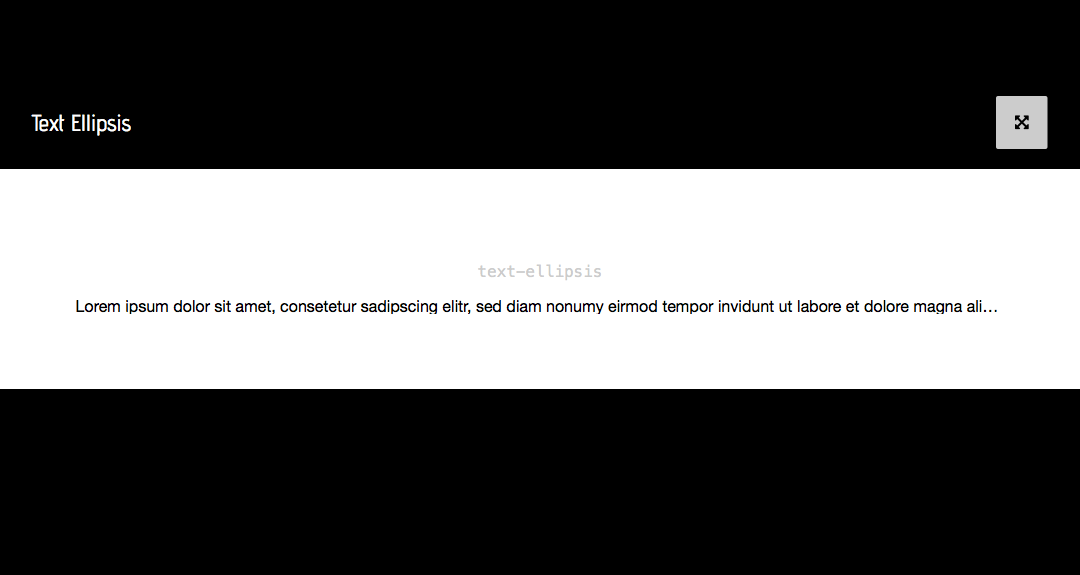 Text Ellipsis
text-ellipsis
Lorem ipsum dolor sit amet, consetetur sadipscing elitr, sed diam nonumy eirmod tempor invidunt ut labore et dolore magna ali…